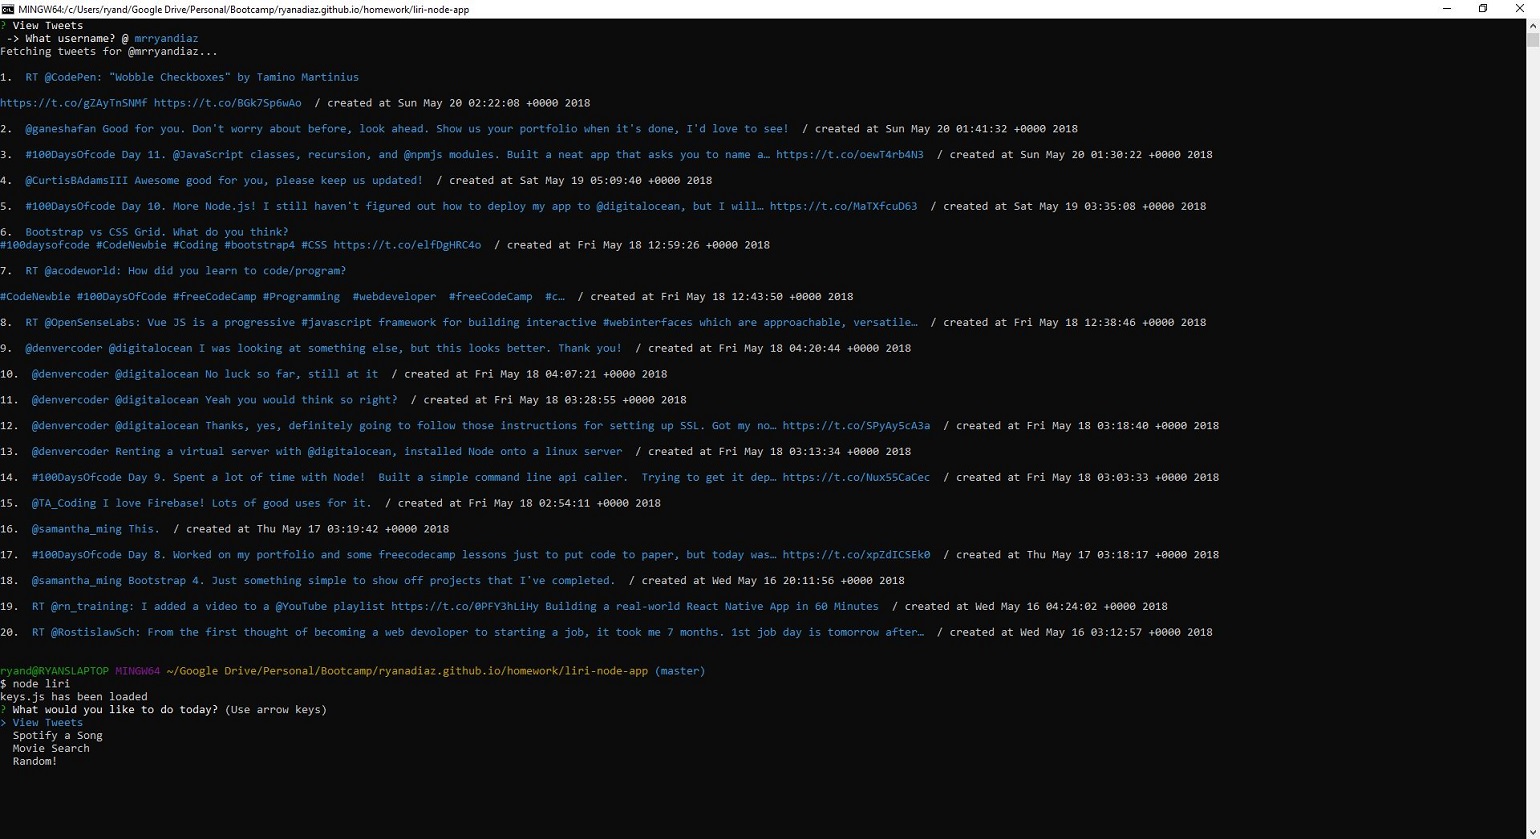 MINGW64:/c/Users/ryand/Google Drive/Personal/Bootcamp/ryanadiaz.github.io/homework/liri-node-app
? View Tweets
-> What username? @ mrryandiaz
Fetching tweets for @mrryandiaz...
1. RT @CodePen: "Wobble Checkboxes" by Tamino Martinius
https://t.co/gZAyTnSNMf https://t.co/BGk7Sp6wAo / created at Sun May 20 02:22:08 +0000 2018
2. @ganeshafan Good for you. Don't worry about before, look ahead. Show us your portfolio when it's done, I'd love to see! / created at Sun May 20 01:41:32 +0000 2018
3. #100DaysOfcode Day 11. @JavaScript classes, recursion, and @npmjs modules. Built a neat app that asks you to name a… https://t.co/oewT4rb4N3 / created at Sun May 20 01:30:22 +0000 2018
4. @CurtisBAdamsIII Awesome good for you, please keep us updated! / created at Sat May 19 05:09:40 +0000 2018
5. #100DaysOfcode Day 10. More Node.js! I still haven't figured out how to deploy my app to @digitalocean, but I will… https://t.co/MaTXfcuD63 / created at Sat May 19 03:35:08 +0000 2018
6. Bootstrap vs CSS Grid. What do you think?
#100daysofcode #CodeNewbie #Coding #bootstrap4 #CSS https://t.co/elfDgHRC4o / created at Fri May 18 12:59:26 +0000 2018
7. RT @acodeworld: How did you learn to code/program?
#CodeNewbie #100DaysOfCode #freeCodeCamp #Programming #webdeveloper #freeCodeCamp #c… / created at Fri May 18 12:43:50 +0000 2018
8. RT @OpenSenseLabs: Vue JS is a progressive #javascript framework for building interactive #webinterfaces which are approachable, versatile… / created at Fri May 18 12:38:46 +0000 2018
9. @denvercoder @digitalocean I was looking at something else, but this looks better. Thank you! / created at Fri May 18 04:20:44 +0000 2018
10. @denvercoder @digitalocean No luck so far, still at it / created at Fri May 18 04:07:21 +0000 2018
11. @denvercoder @digitalocean Yeah you would think so right? / created at Fri May 18 03:28:55 +0000 2018
12. @denvercoder @digitalocean Thanks, yes, definitely going to follow those instructions for setting up SSL. Got my no… https://t.co/SPyAy5cA3a / created at Fri May 18 03:18:40 +0000 2018
13. @denvercoder Renting a virtual server with @digitalocean, installed Node onto a linux server / created at Fri May 18 03:13:34 +0000 2018
14. #100DaysOfcode Day 9. Spent a lot of time with Node! Built a simple command line api caller. Trying to get it dep… https://t.co/Nux55CaCec / created at Fri May 18 03:03:33 +0000 2018
15. @TA_Coding I love Firebase! Lots of good uses for it. / created at Fri May 18 02:54:11 +0000 2018
16. @samantha_ming This. / created at Thu May 17 03:19:42 +0000 2018
17. #100DaysOfcode Day 8. Worked on my portfolio and some freecodecamp lessons just to put code to paper, but today was… https://t.co/xpZdICSEk0 / created at Thu May 17 03:18:17 +0000 2018
18. @samantha_ming Bootstrap 4. Just something simple to show off projects that I've completed. / created at Wed May 16 20:11:56 +0000 2018
19. RT @rn_training: I added a video to a @YouTube playlist https://t.co/0PFY3hLiHy Building a real-world React Native App in 60 Minutes / created at Wed May 16 04:24:02 +0000 2018
20. RT @RostislawSch: From the first thought of becoming a web devoloper to starting a job, it took me 7 months. 1st job day is tomorrow after… / created at Wed May 16 03:12:57 +0000 2018
ryand@RYANSLAPTOP MINGW64 ~/Google Drive/Personal/Bootcamp/ryanadiaz.github.io/homework/liri-node-app (master)
$ node liri
keys.js has been loaded
? What would you like to do today? (Use arrow keys)
> View Tweets
Spotify a Song
Movie Search
Random!